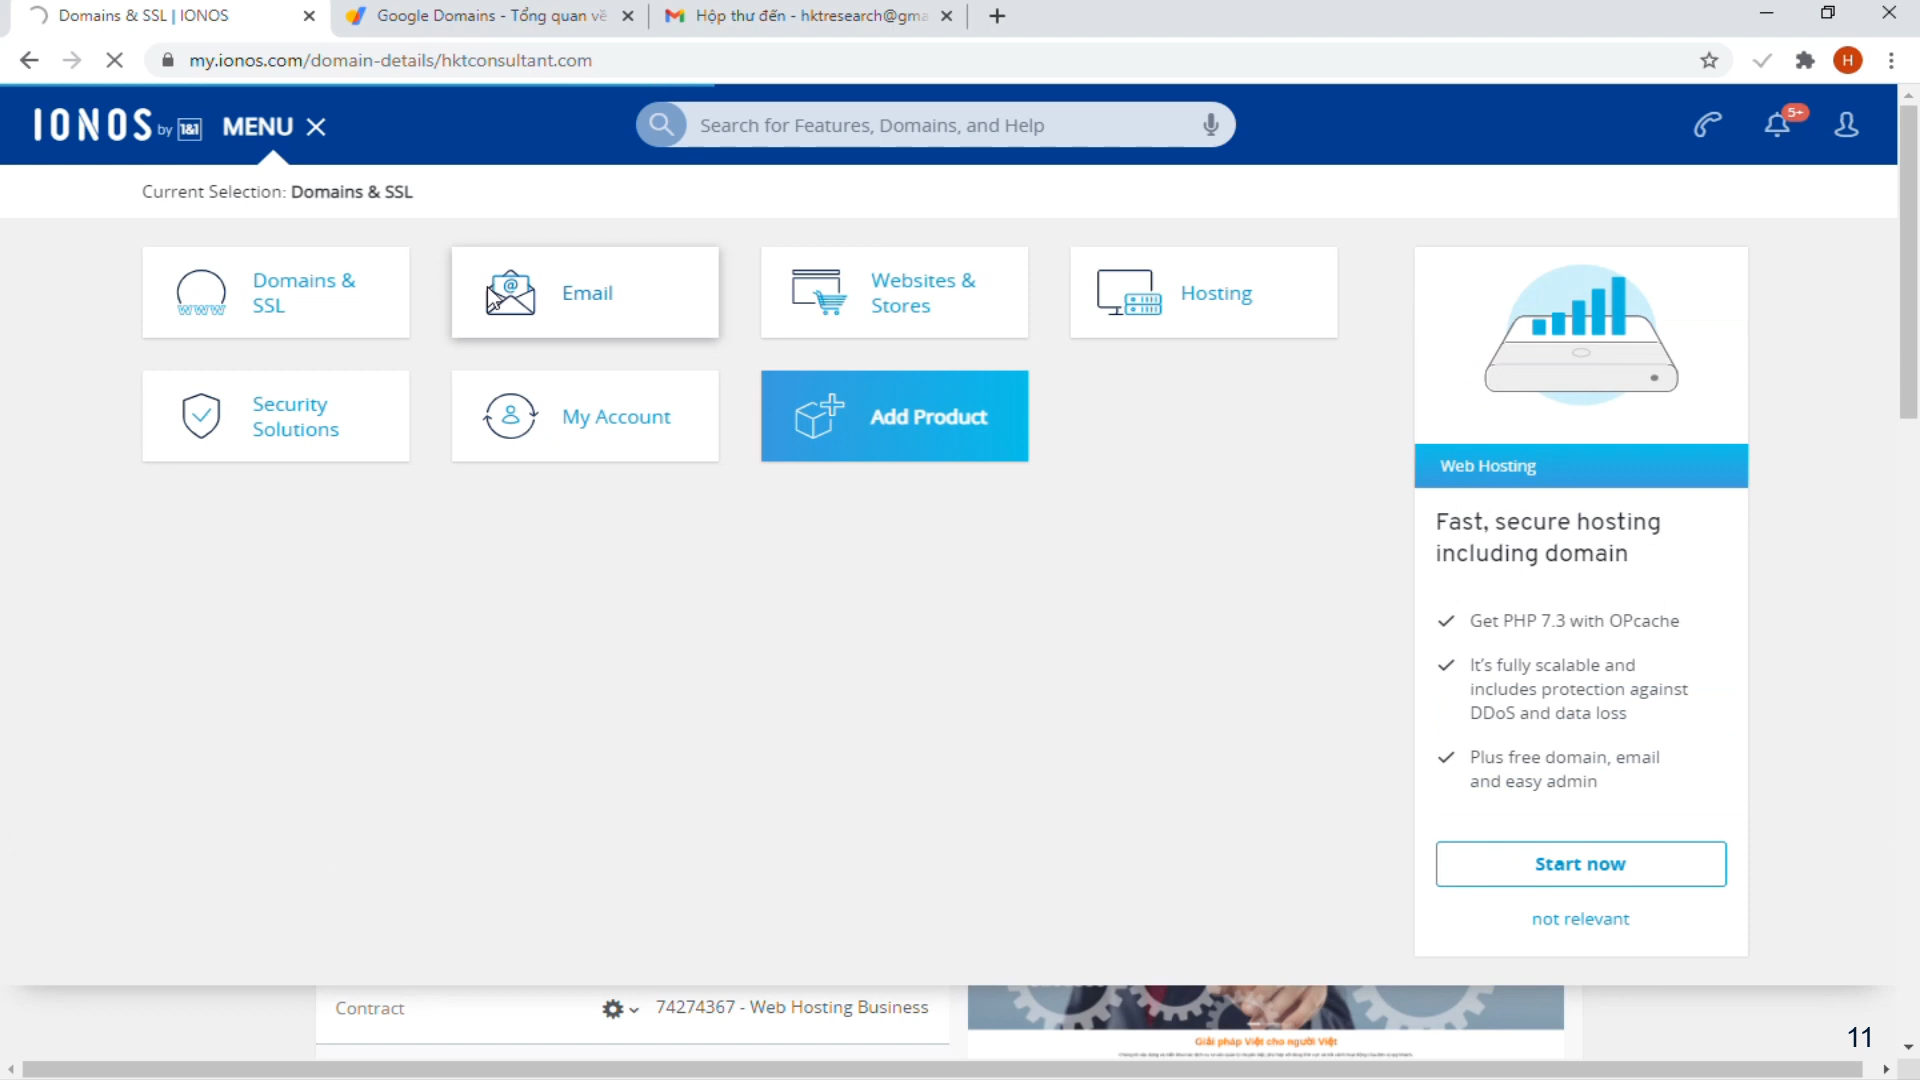 Domains & SSL | IONOS
Google Domains - Tổng quan về
Hộp thư đến - hktresearch@gma
my.ionos.com/domain-details/hktconsultant.com
H
IONOS by 1&1 MENU
Search for Features, Domains, and Help
5+
Current Selection: Domains & SSL
Domains &
SSL
@
Email
Websites &
Stores
Hosting
www
Security
Solutions
My Account
Add Product
Web Hosting
Fast, secure hosting
including domain
Get PHP 7.3 with OPcache
It's fully scalable and
includes protection against
DDoS and data loss
Plus free domain, email
and easy admin
Start now
not relevant
Contract
74274367 - Web Hosting Business
Giải pháp Việt cho người Việt
11